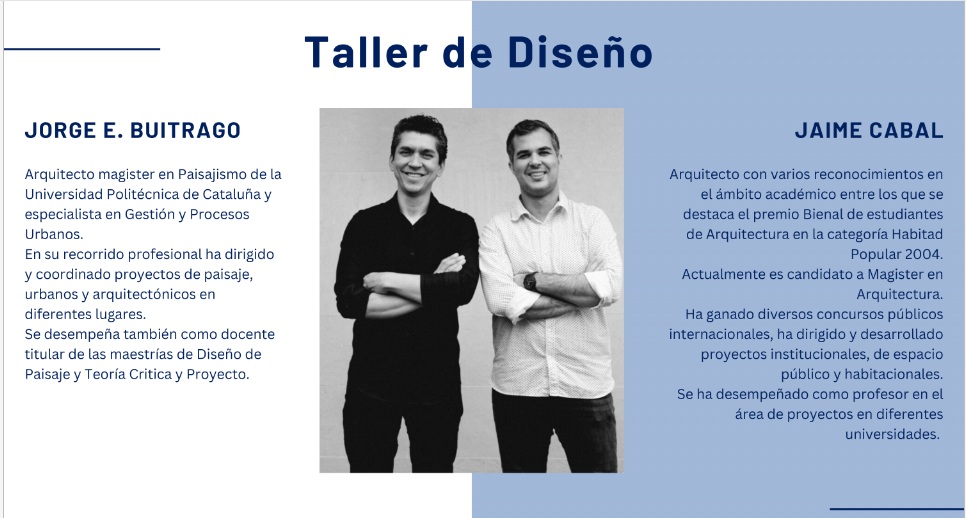 Taller de Diseño
JORGE E. BUITRAGO
Arquitecto magister en Paisajismo de la
Universidad Politécnica de Cataluña y
especialista en Gestión y Procesos
Urbanos.
En su recorrido profesional ha dirigido
y coordinado proyectos de paisaje,
urbanos y arquitectónicos en
diferentes lugares.
Se desempeña también como docente
titular de las maestrías de Diseño de
Paisaje y Teoría Critica y Proyecto.
JAIME CABAL
Arquitecto con varios reconocimientos en
el ámbito académico entre los que se
destaca el premio Bienal de estudiantes
de Arquitectura en la categoría Habitad
Popular 2004.
Actualmente es candidato a Magister en
Arquitectura.
Ha ganado diversos concursos públicos
internacionales, ha dirigido y desarrollado
proyectos institucionales, de espacio
público y habitacionales.
Se ha desempeñado como profesor en el
área de proyectos en diferentes
universidades.